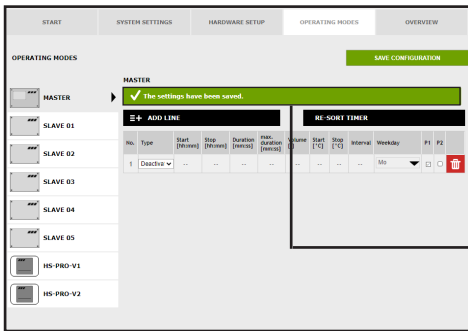 START SYSTEM SETTINGS HARDWARE SETUP OPERATING MODES OVERVIEW
OPERATING MODES SAVE CONFIGURATION
MASTER
MASTER The settings have been saved.
ADD LINE RE-SORT TIMER
SLAVE 01
No. Type Start [hh:mm] Stop [hh:mm] Duration [mm:ss] max. duration [mm:ss] Start [°C] Stop [°C] Interval Weekday P1 P2
SLAVE 02
1 Deactiva -- -- -- -- -- -- -- -- Mo
SLAVE 03
SLAVE 04
SLAVE 05
HS-PRO-V1
HS-PRO-V2